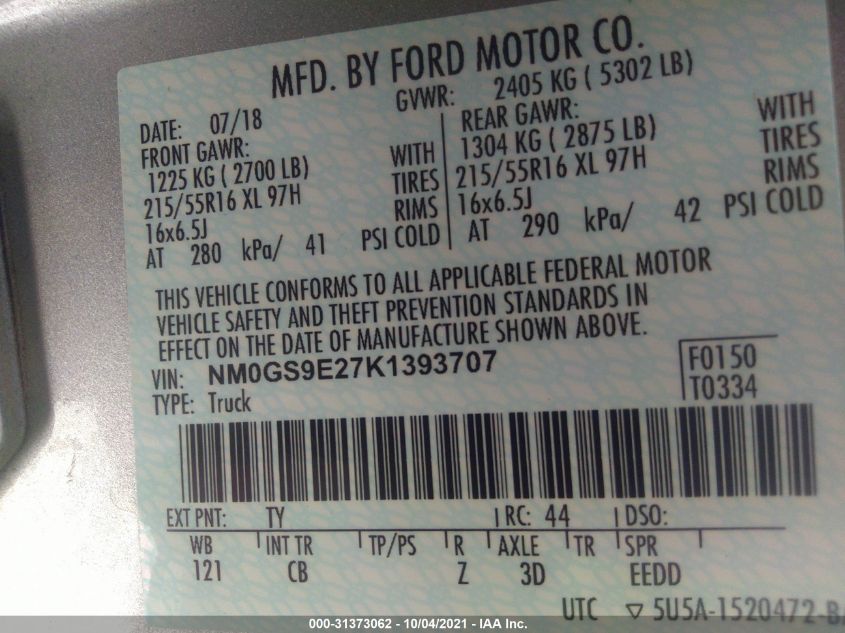 MFD. BY FORD MOTOR CO.
DATE: 07/18 GVWR: 2405 KG ( 5302 LB)
FRONT GAWR: REAR GAWR:
1225 KG ( 2700 LB) WITH 1304 KG ( 2875 LB) WITH
215/55R16 XL 97H TIRES 215/55R16 XL 97H TIRES
16x6.5J RIMS 16x6.5J RIMS
AT 280 kPa/ 41 PSI COLD AT 290 kPa/ 42 PSI COLD
THIS VEHICLE CONFORMS TO ALL APPLICABLE FEDERAL MOTOR
VEHICLE SAFETY AND THEFT PREVENTION STANDARDS IN
EFFECT ON THE DATE OF MANUFACTURE SHOWN ABOVE.
VIN: NM0GS9E27K1393707 F0150
TYPE: Truck T0334
EXT PNT: TY RC: 44 DSO:
WB INT TR TP/PS R AXLE TR SPR
121 CB Z 3D EEDD
UTC ▽ 5U5A-1520472-BA
000-31373062 - 10/04/2021 - IAA Inc.